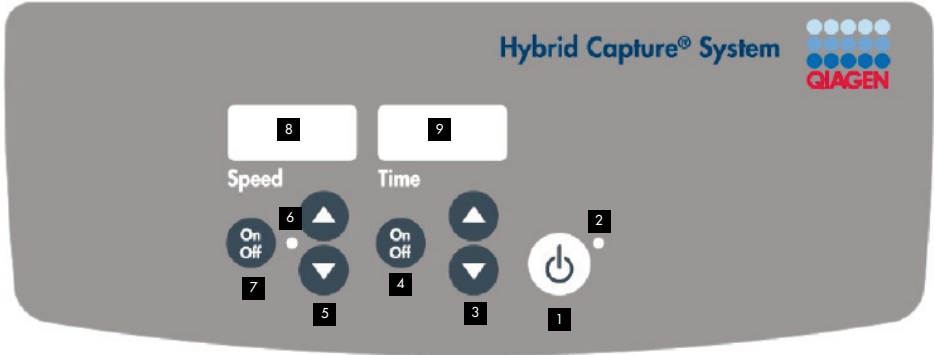 Hybrid Capture® System
QIAGEN
8
9
Speed
Time
6
2
On
Off
On
Off
7
4
5
3
1